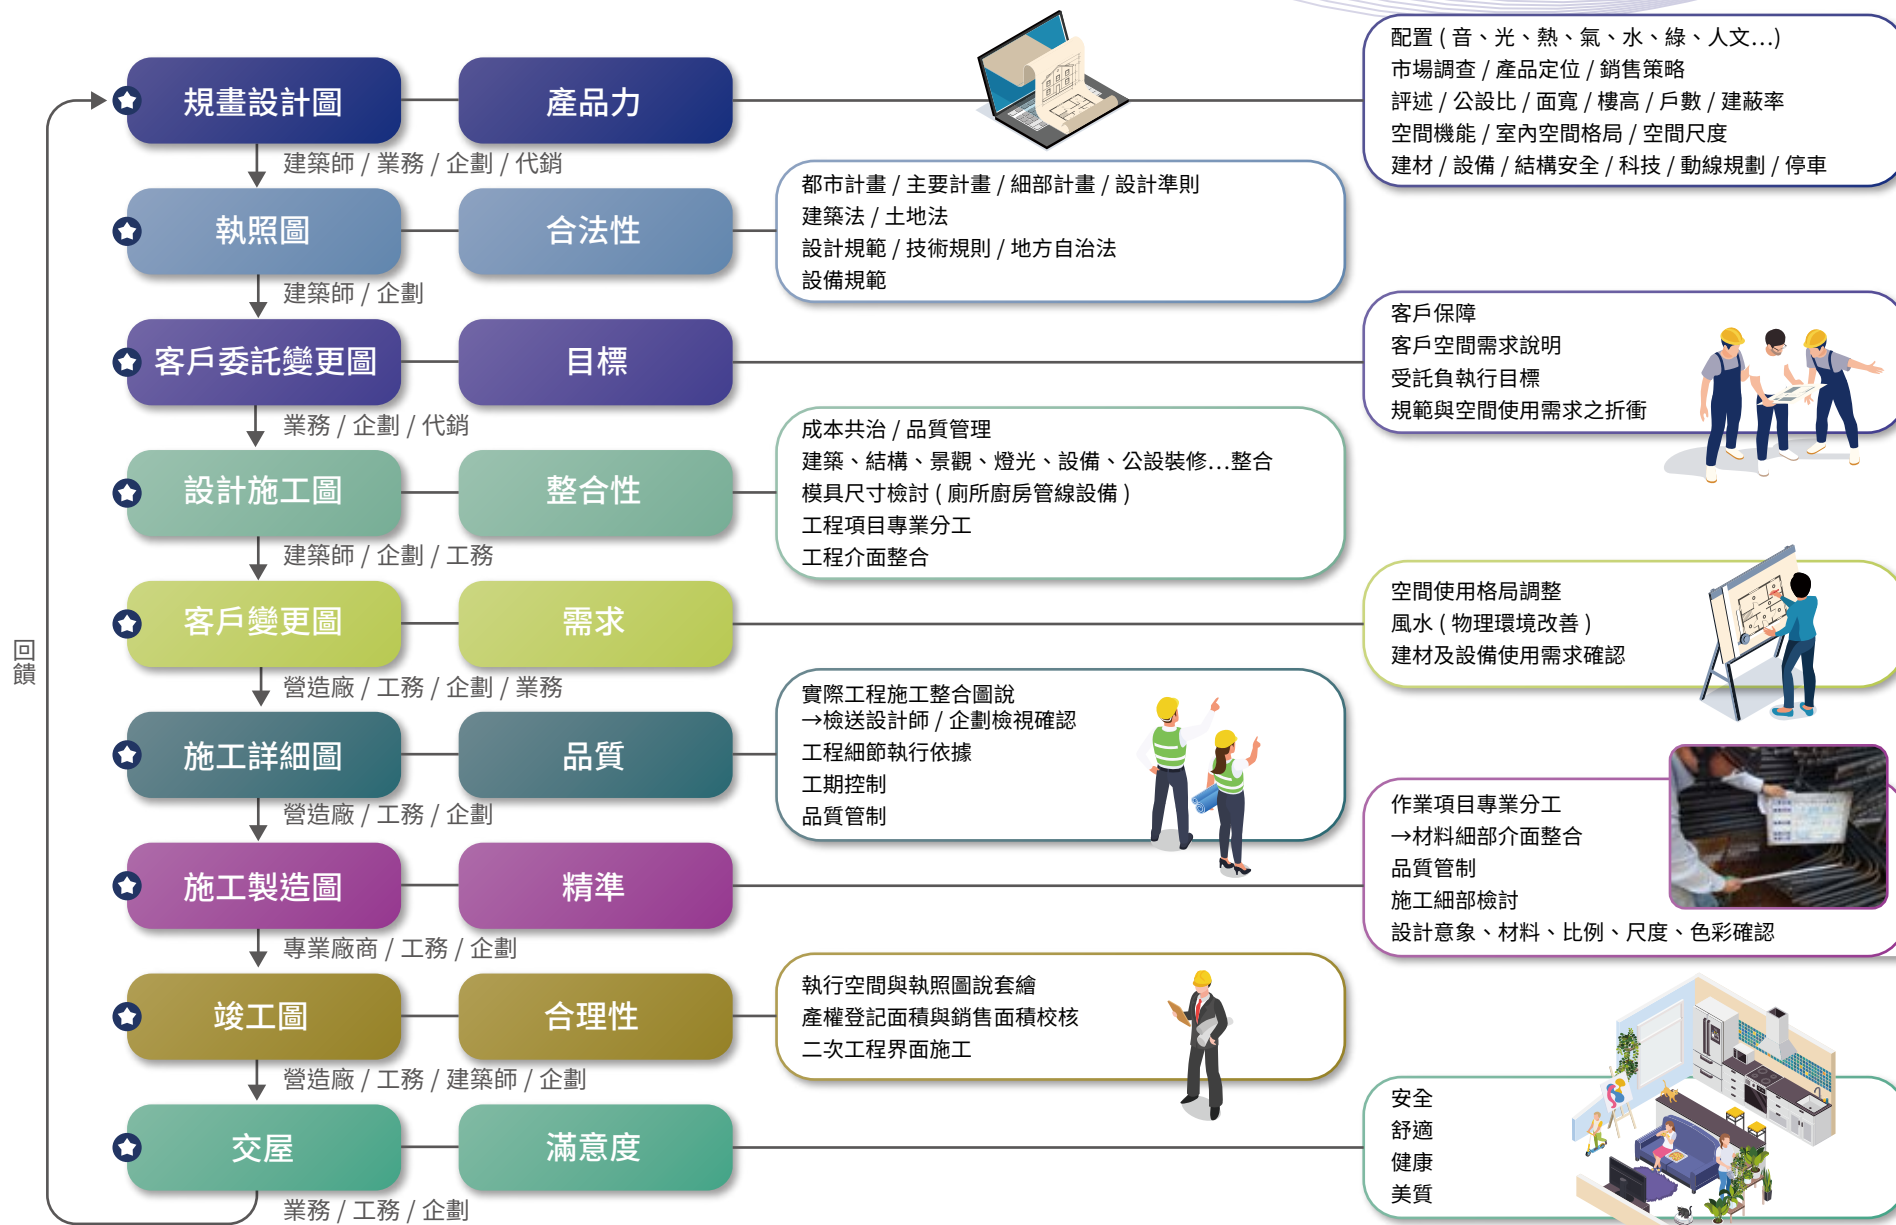 規畫設計圖
產品力
配置 ( 音、光、熱、氣、水、綠、人文…)
市場調查 / 產品定位 / 銷售策略
評述 / 公設比 / 面寬 / 樓高 / 戶數 / 建蔽率
空間機能 / 室內空間格局 / 空間尺度
建材 / 設備 / 結構安全 / 科技 / 動線規劃 / 停車
建築師 / 業務 / 企劃 / 代銷
執照圖
合法性
都市計畫 / 主要計畫 / 細部計畫 / 設計準則
建築法 / 土地法
設計規範 / 技術規則 / 地方自治法
設備規範
建築師 / 企劃
客戶委託變更圖
目標
客戶保障
客戶空間需求說明
受託負執行目標
規範與空間使用需求之折衝
業務 / 企劃 / 代銷
設計施工圖
整合性
成本共治 / 品質管理
建築、結構、景觀、燈光、設備、公設裝修…整合
模具尺寸檢討 ( 廁所廚房管線設備 )
工程項目專業分工
工程介面整合
建築師 / 企劃 / 工務
客戶變更圖
需求
空間使用格局調整
風水 ( 物理環境改善 )
建材及設備使用需求確認
營造廠 / 工務 / 企劃 / 業務
施工詳細圖
品質
實際工程施工整合圖說
→檢送設計師 / 企劃檢視確認
工程細節執行依據
工期控制
品質管制
營造廠 / 工務 / 企劃
施工製造圖
精準
作業項目專業分工
→材料細部介面整合
品質管制
施工細部檢討
設計意象、材料、比例、尺度、色彩確認
專業廠商 / 工務 / 企劃
竣工圖
合理性
執行空間與執照圖說套繪
產權登記面積與銷售面積校核
二次工程界面施工
營造廠 / 工務 / 建築師 / 企劃
交屋
滿意度
安全
舒適
健康
美質
業務 / 工務 / 企劃
回饋